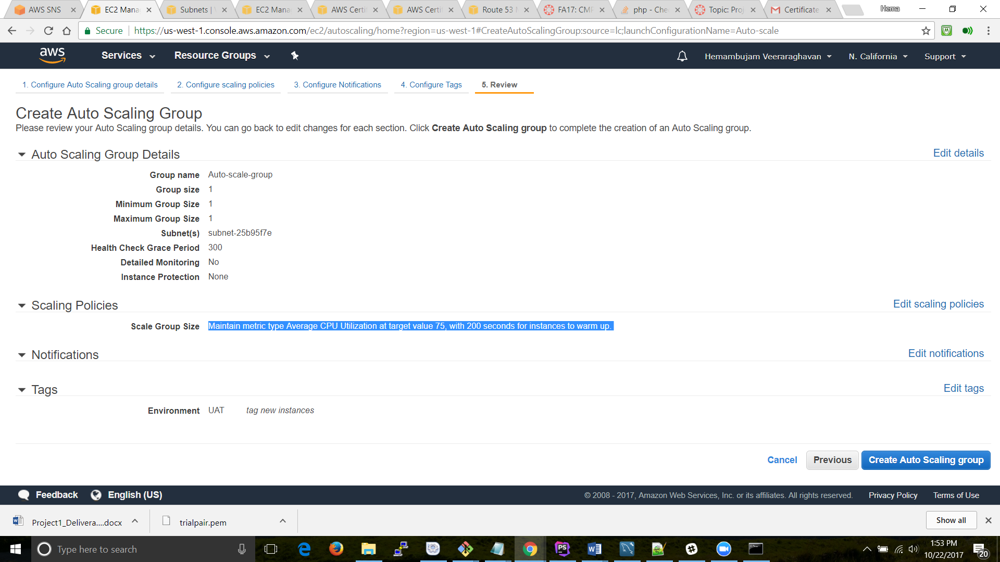 AWS SNS
EC2 Mana
Subnets |
EC2 Mana
AWS Certi
AWS Certi
Route 53
FA17: CMP
php - Che
Topic: Proj
Certificate
Hema
Secure
https://us-west-1.console.aws.amazon.com/ec2/autoscaling/home?region=us-west-1#CreateAutoScalingGroup:source=lc;launchConfigurationName=Auto-scale
aws
Services
Resource Groups
Hemambujam Veeraraghavan
N. California
Support
1. Configure Auto Scaling group details
2. Configure scaling policies
3. Configure Notifications
4. Configure Tags
5. Review
Create Auto Scaling Group
Please review your Auto Scaling group details. You can go back to edit changes for each section. Click Create Auto Scaling group to complete the creation of an Auto Scaling group.
Auto Scaling Group Details
Edit details
Group name Auto-scale-group
Group size 1
Minimum Group Size 1
Maximum Group Size 1
Subnet(s) subnet-25b95f7e
Health Check Grace Period 300
Detailed Monitoring No
Instance Protection None
Scaling Policies
Edit scaling policies
Scale Group Size Maintain metric type Average CPU Utilization at target value 75, with 200 seconds for instances to warm up.
Notifications
Edit notifications
Tags
Edit tags
Environment UAT tag new instances
Cancel
Previous
Create Auto Scaling group
Feedback
English (US)
© 2008 - 2017, Amazon Web Services, Inc. or its affiliates. All rights reserved.
Privacy Policy
Terms of Use
Project1_Delivera....docx
trialpair.pem
Show all
Type here to search
PS
1:53 PM
10/22/2017
20